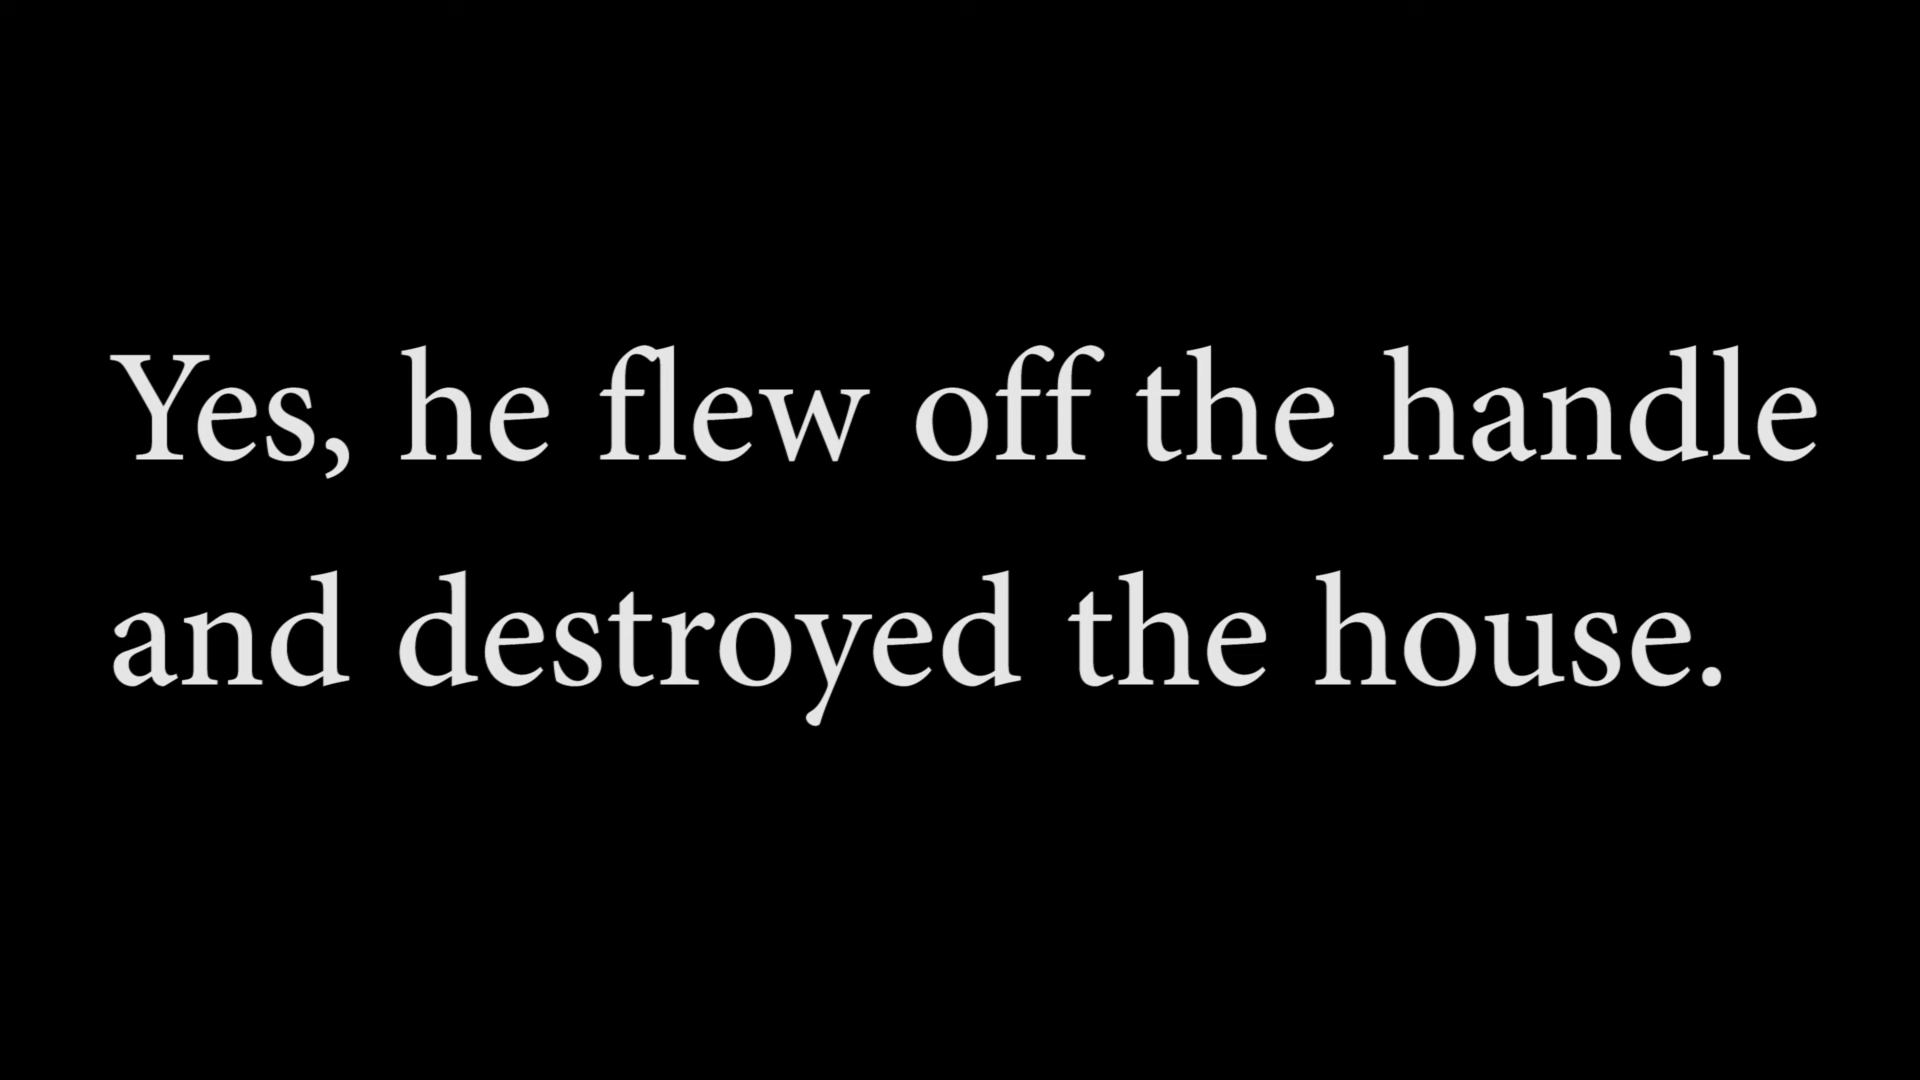 Yes, he flew off the handle
and destroyed the house.